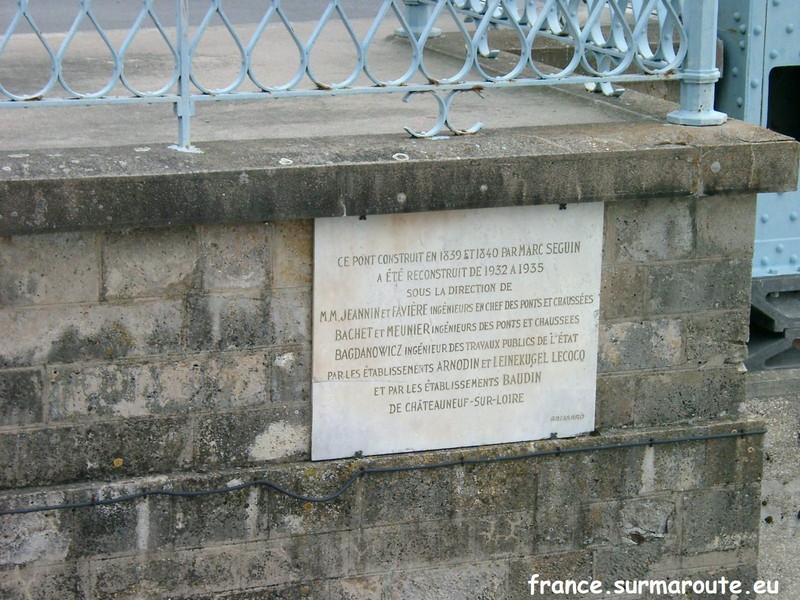 CE PONT CONSTRUIT EN 1839 ET 1840 PAR MARC SEGUIN
A ÉTÉ RECONSTRUIT DE 1932 A 1935
SOUS LA DIRECTION DE
M.M. JEANNIN ET FAVIÈRE INGÉNIEURS EN CHEF DES PONTS ET CHAUSSÉES
BACHET ET MEUNIER INGÉNIEURS DES PONTS ET CHAUSSEES
BAGDANOWICZ INGÉNIEUR DES TRAVAUX PUBLICS DE L'ÉTAT
PAR LES ÉTABLISSEMENTS ARNODIN ET LEINEKUGEL LECOCQ
ET PAR LES ÉTABLISSEMENTS BAUDIN
DE CHÂTEAUNEUF-SUR-LOIRE
france.surmaroute.eu